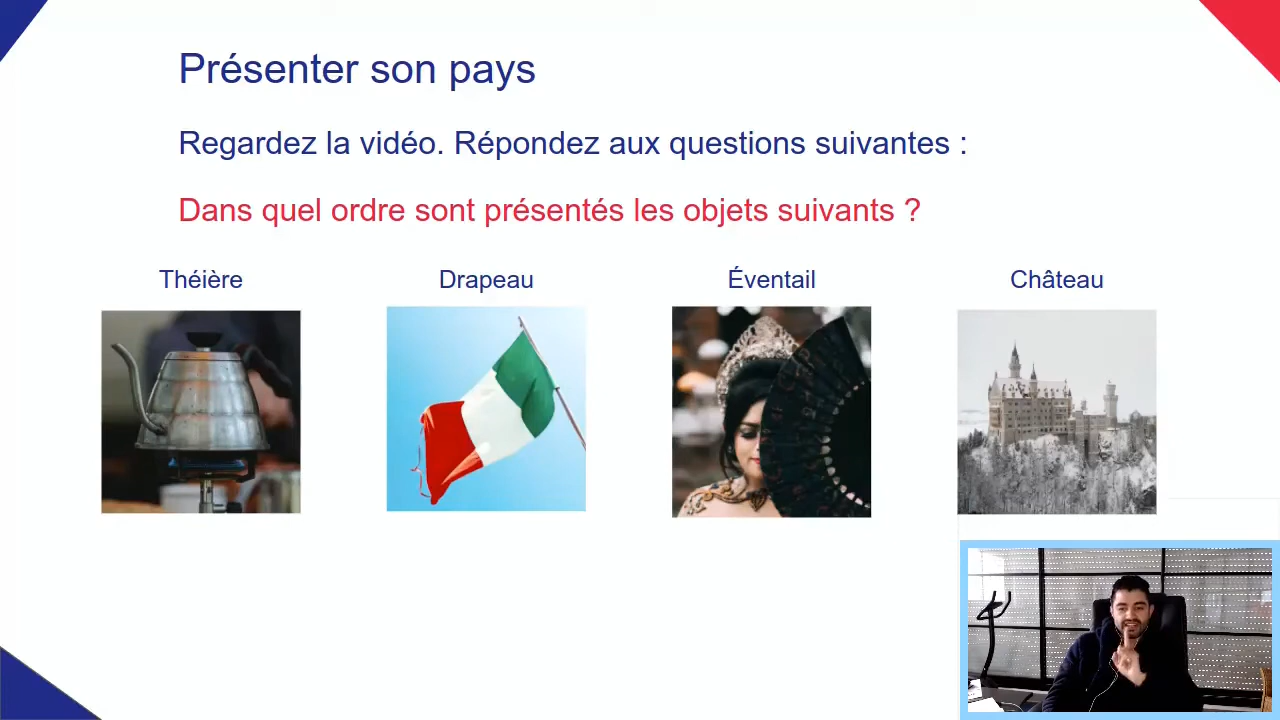 Présenter son pays
Regardez la vidéo. Répondez aux questions suivantes :
Dans quel ordre sont présentés les objets suivants ?
Théière
Drapeau
Éventail
Château